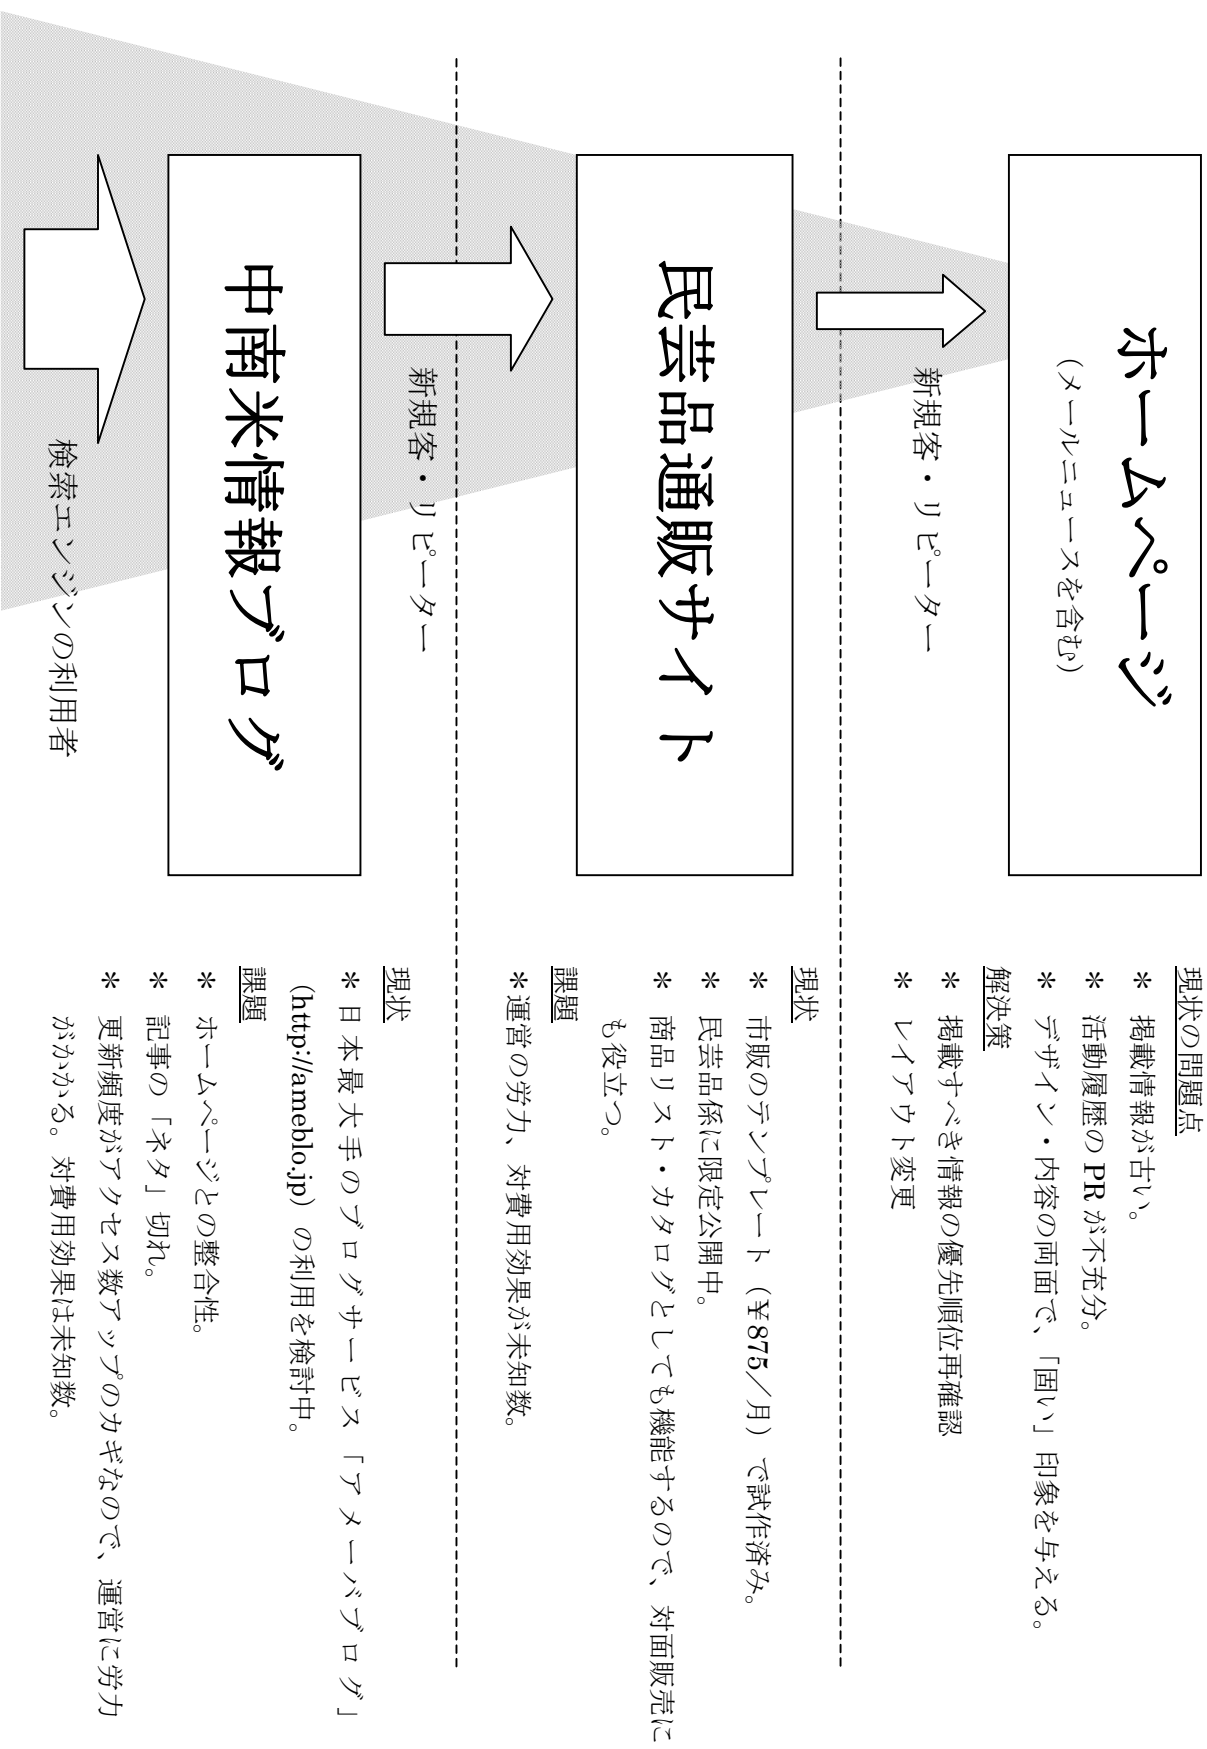 ホームページ
（メールニュースを含む）
現状の問題点
＊ 掲載情報が古い。
＊ 活動履歴の PR が不充分。
＊ デザイン・内容の両面で、「固い」印象を与える。
解決策
＊ 掲載すべき情報の優先順位再確認
＊ レイアウト変更
新規客・リピーター
民芸品通販サイト
現状
＊ 市販のテンプレート（￥875／月）で試作済み。
＊ 民芸品係に限定公開中。
＊ 商品リスト・カタログとしても機能するので、対面販売に
も役立つ。
課題
＊運営の労力、対費用効果が未知数。
新規客・リピーター
中南米情報ブログ
現状
＊ 日本最大手のブログサービス「アメーバブログ」
（http://ameblo.jp）の利用を検討中。
課題
＊ ホームページとの整合性。
＊ 記事の「ネタ」切れ。
＊ 更新頻度がアクセス数アップのカギなので、運営に労力
がかかる。対費用効果は未知数。
検索エンジンの利用者